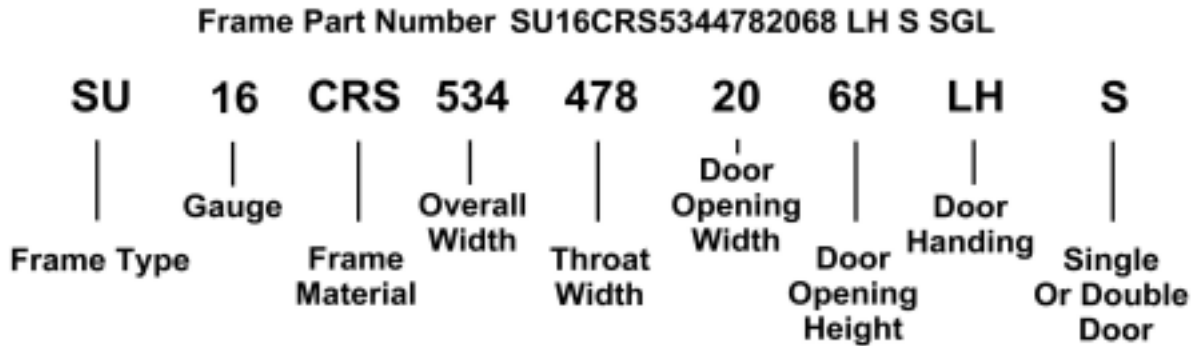 Frame Part Number SU16CRS5344782068 LH S SGL
SU 16 CRS 534 478 20 68 LH S
Frame Type
Gauge
Frame
Material
Overall
Width
Throat
Width
Door
Opening
Width
Door
Opening
Height
Door
Handing
Single
Or Double
Door